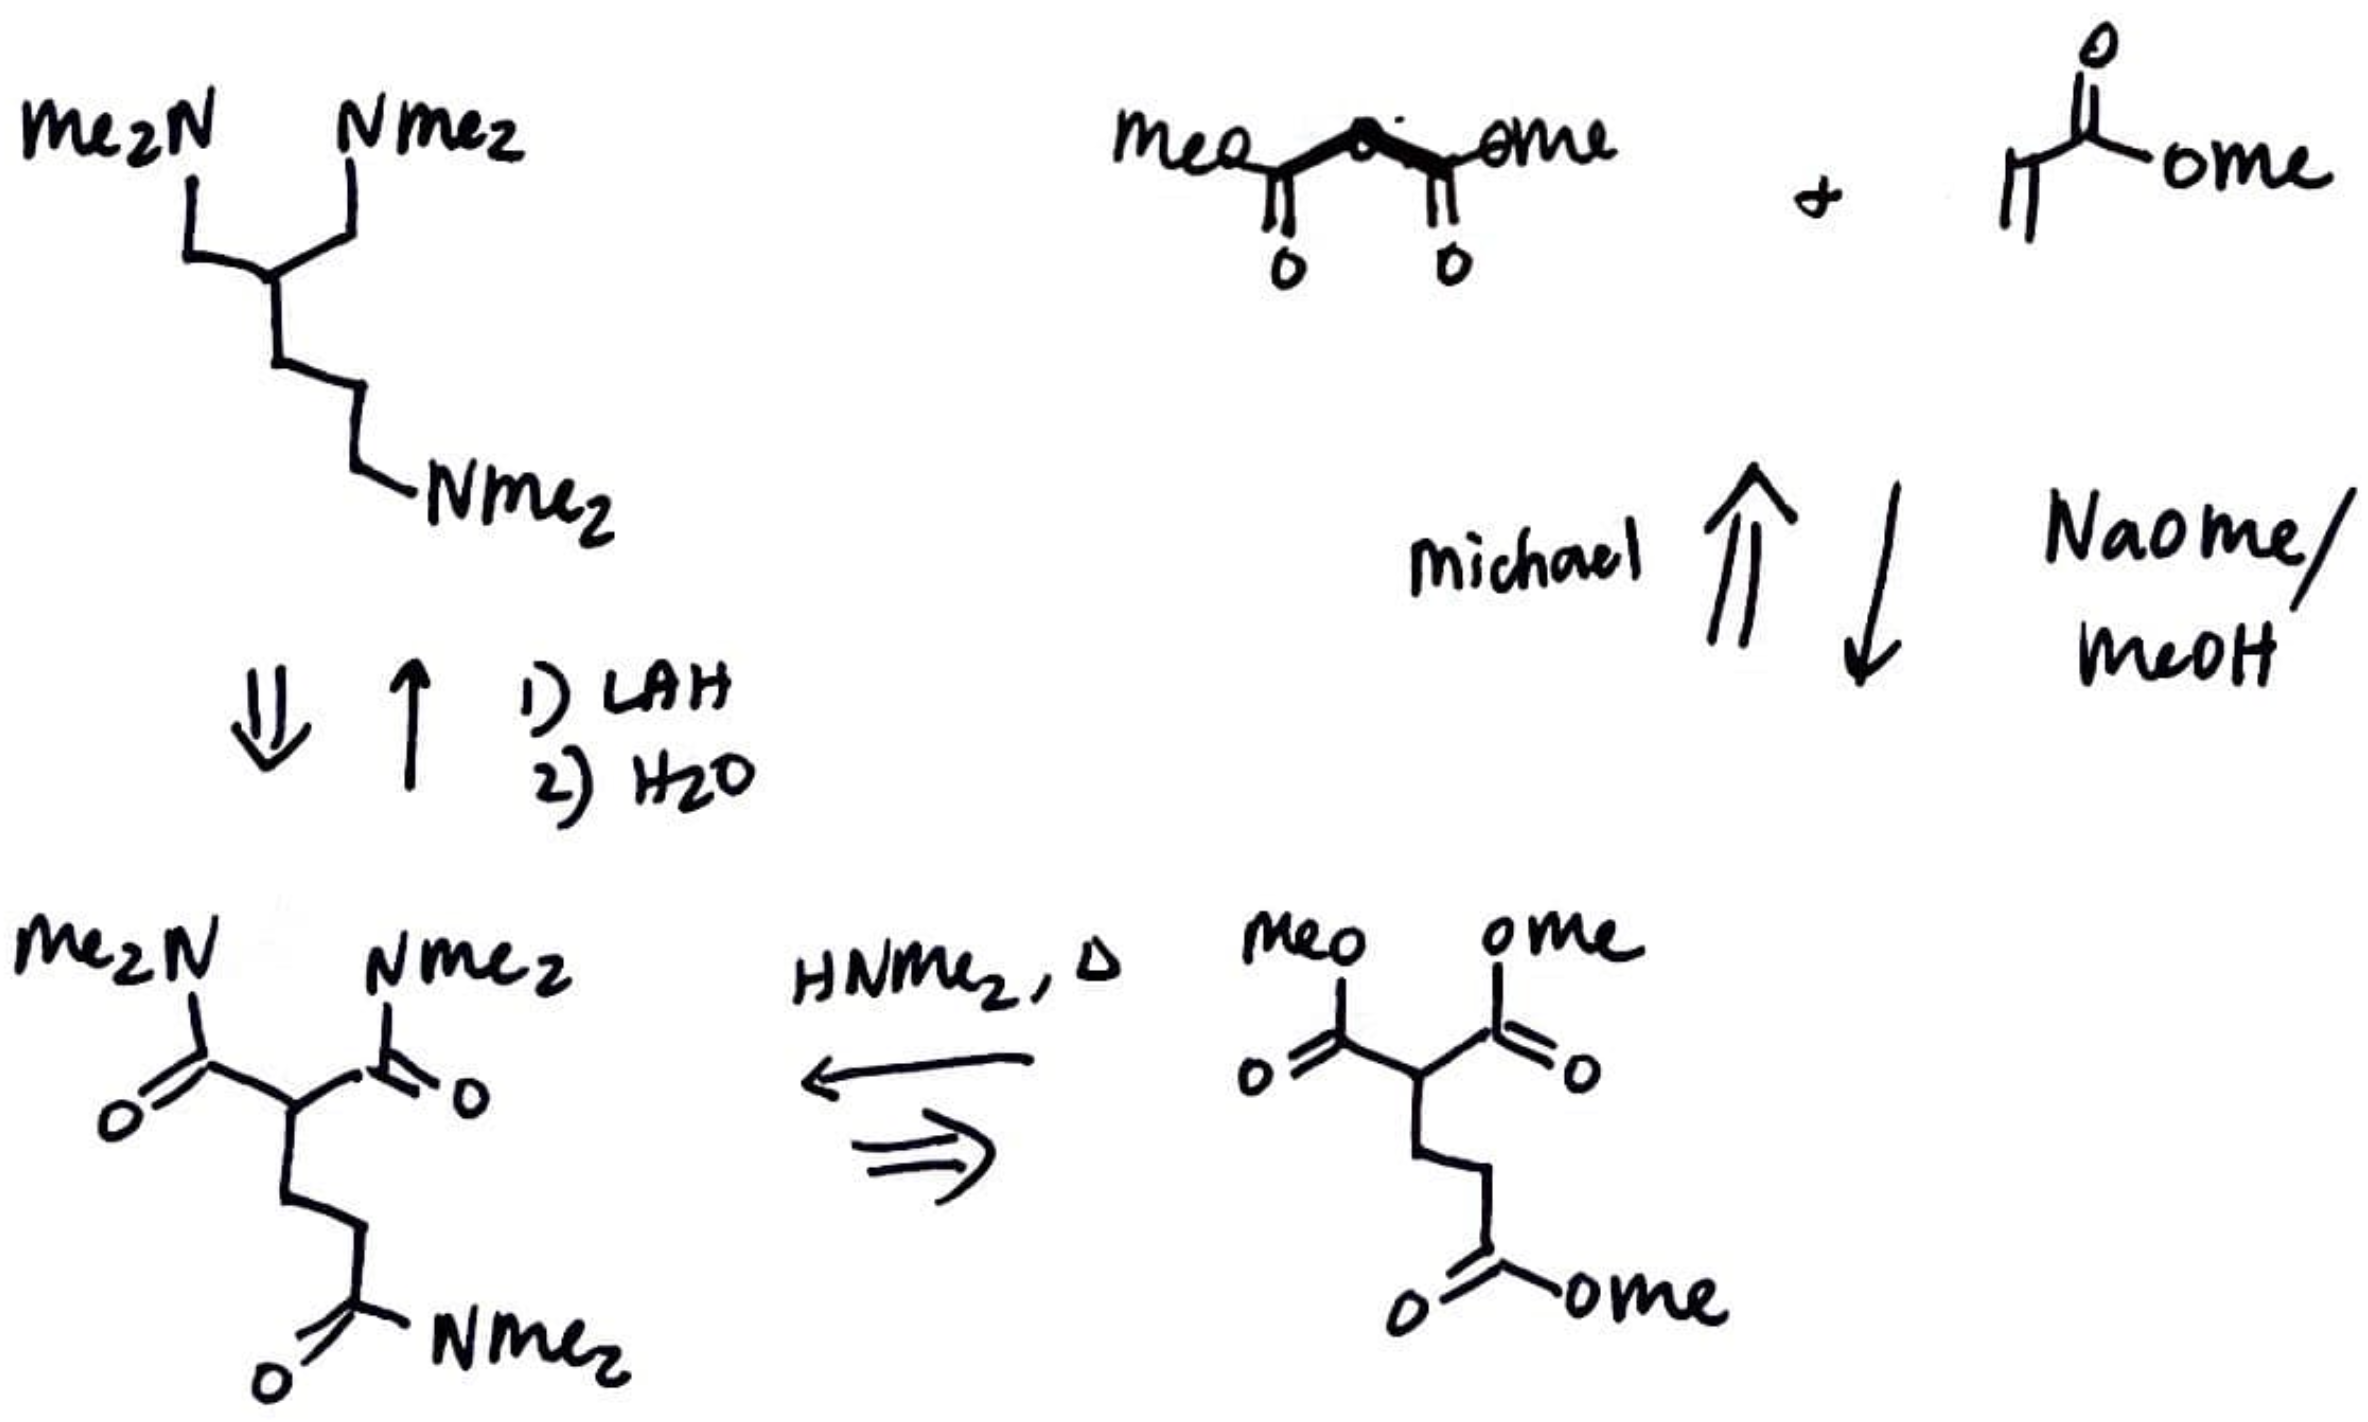 Me2N NMe2
NMe2
MeO OMe
O O
+
O
OMe
Michael
NaOMe/
MeOH
1) LAH
2) H2O
Me2N NMe2
O O
O NMe2
HNMe2, Δ
MeO OMe
O O
O OMe